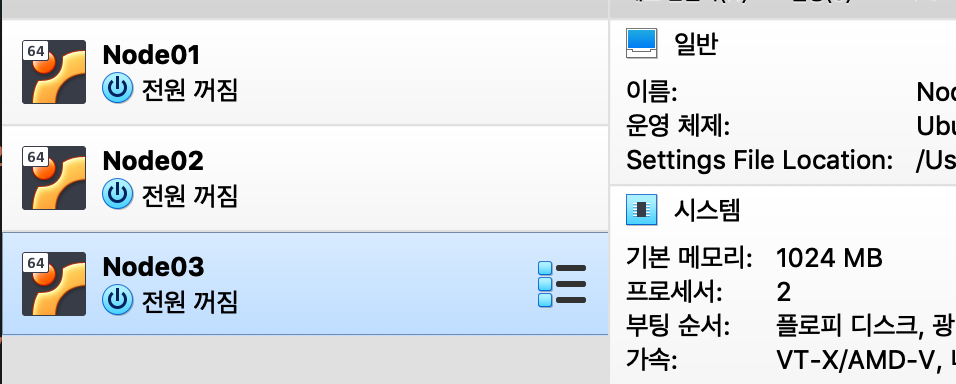 64
Node01
전원 꺼짐
64
Node02
전원 꺼짐
64
Node03
전원 꺼짐
일반
이름:
운영 체제:
Settings File Location: /Us
시스템
기본 메모리: 1024 MB
프로세서: 2
부팅 순서: 플로피 디스크, 광
가속: VT-X/AMD-V,